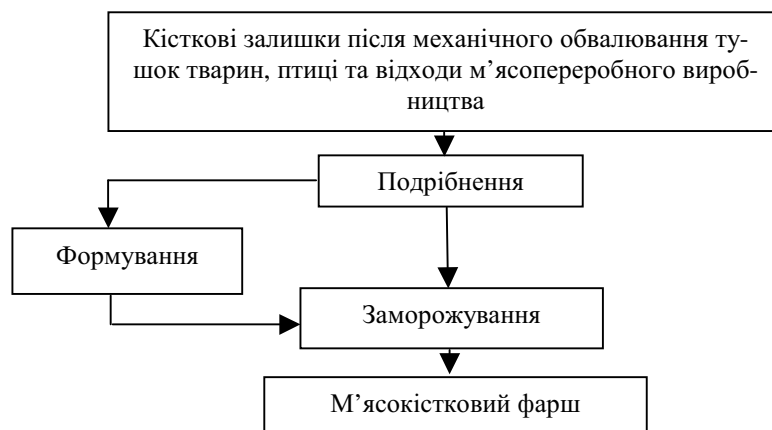 Кісткові залишки після механічного обвалювання ту-
шок тварин, птиці та відходи м’ясопереробного вироб-
ництва
Подрібнення
Формування
Заморожування
М’ясокістковий фарш